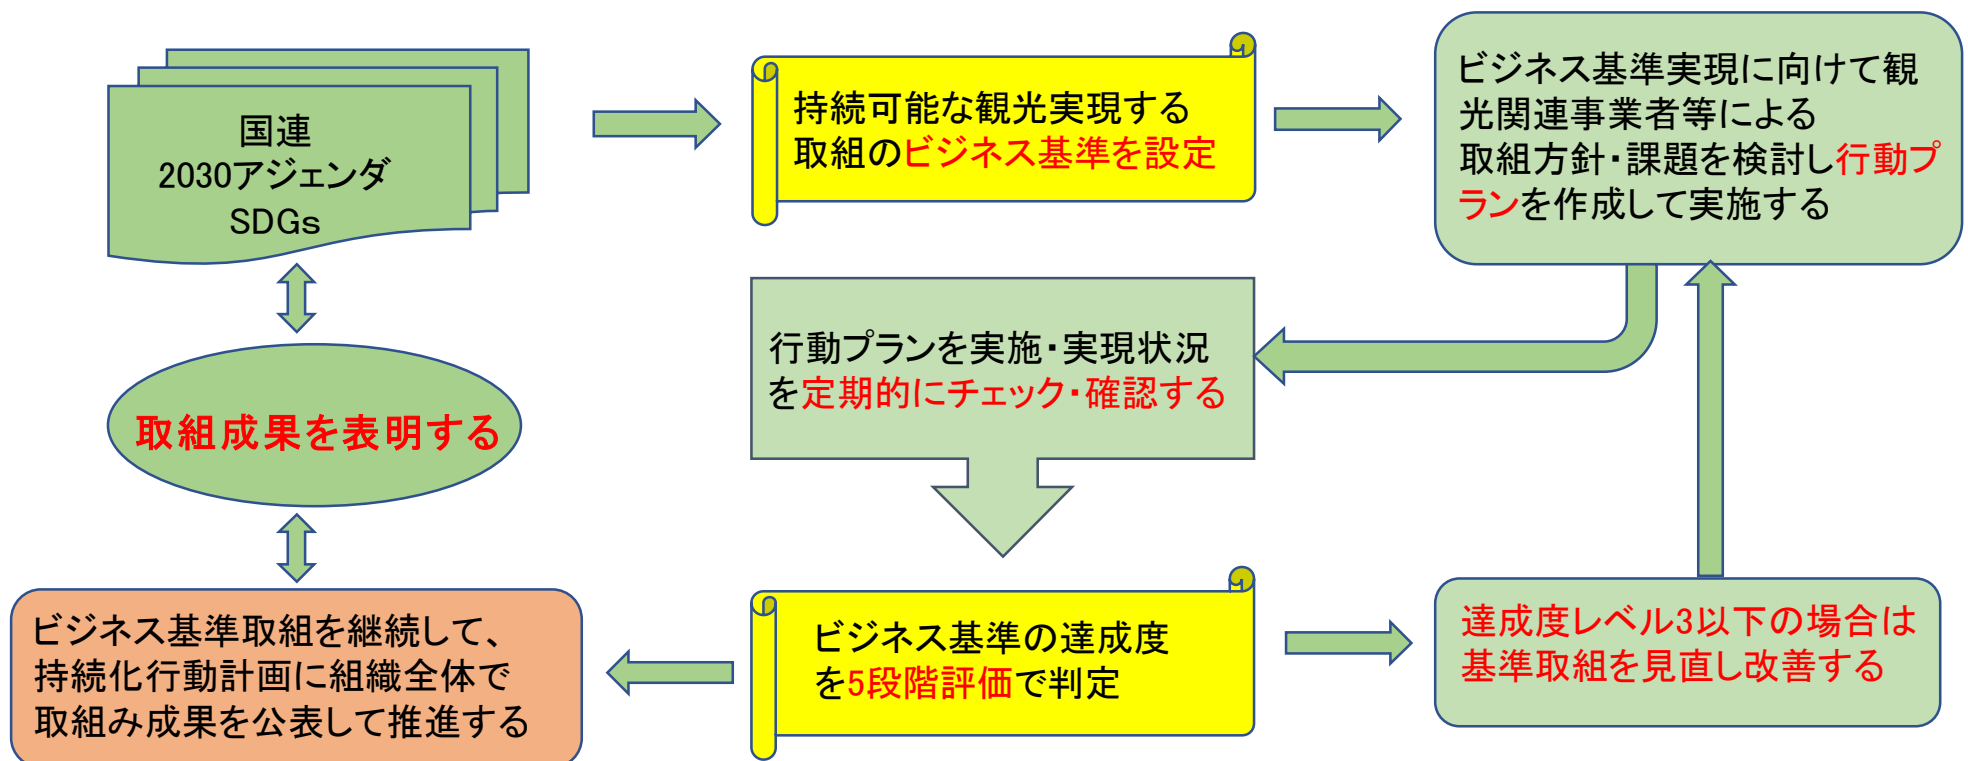 国連
2030アジェンダ
SDGs
持続可能な観光実現する
取組のビジネス基準を設定
ビジネス基準実現に向けて観
光関連事業者等による
取組方針・課題を検討し行動プ
ランを作成して実施する
行動プランを実施・実現状況
を定期的にチェック・確認する
取組成果を表明する
ビジネス基準取組を継続して、
持続化行動計画に組織全体で
取組み成果を公表して推進する
ビジネス基準の達成度
を5段階評価で判定
達成度レベル3以下の場合は
基準取組を見直し改善する